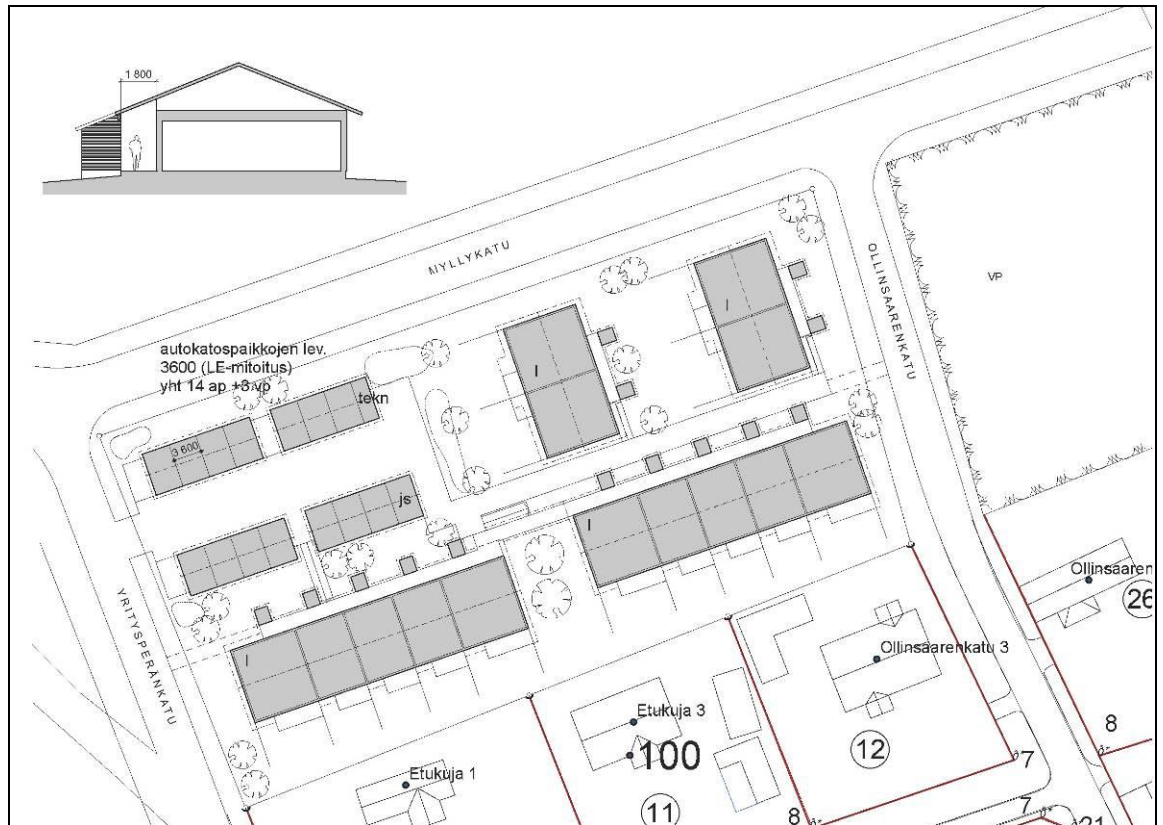 1 800
MYLLYKATU
OLLINSAARENKATU
VP
autokatospaikkojen lev.
3600 (LE-mitoitus)
yht 14 ap +3 vp
tekn
3 600
I
I
js
I
I
YRITYSPERÄNKATU
Ollinsaaren
26
Ollinsaarenkatu 3
Etukuja 3
100
12
8
7
Etukuja 1
11
8
7
21